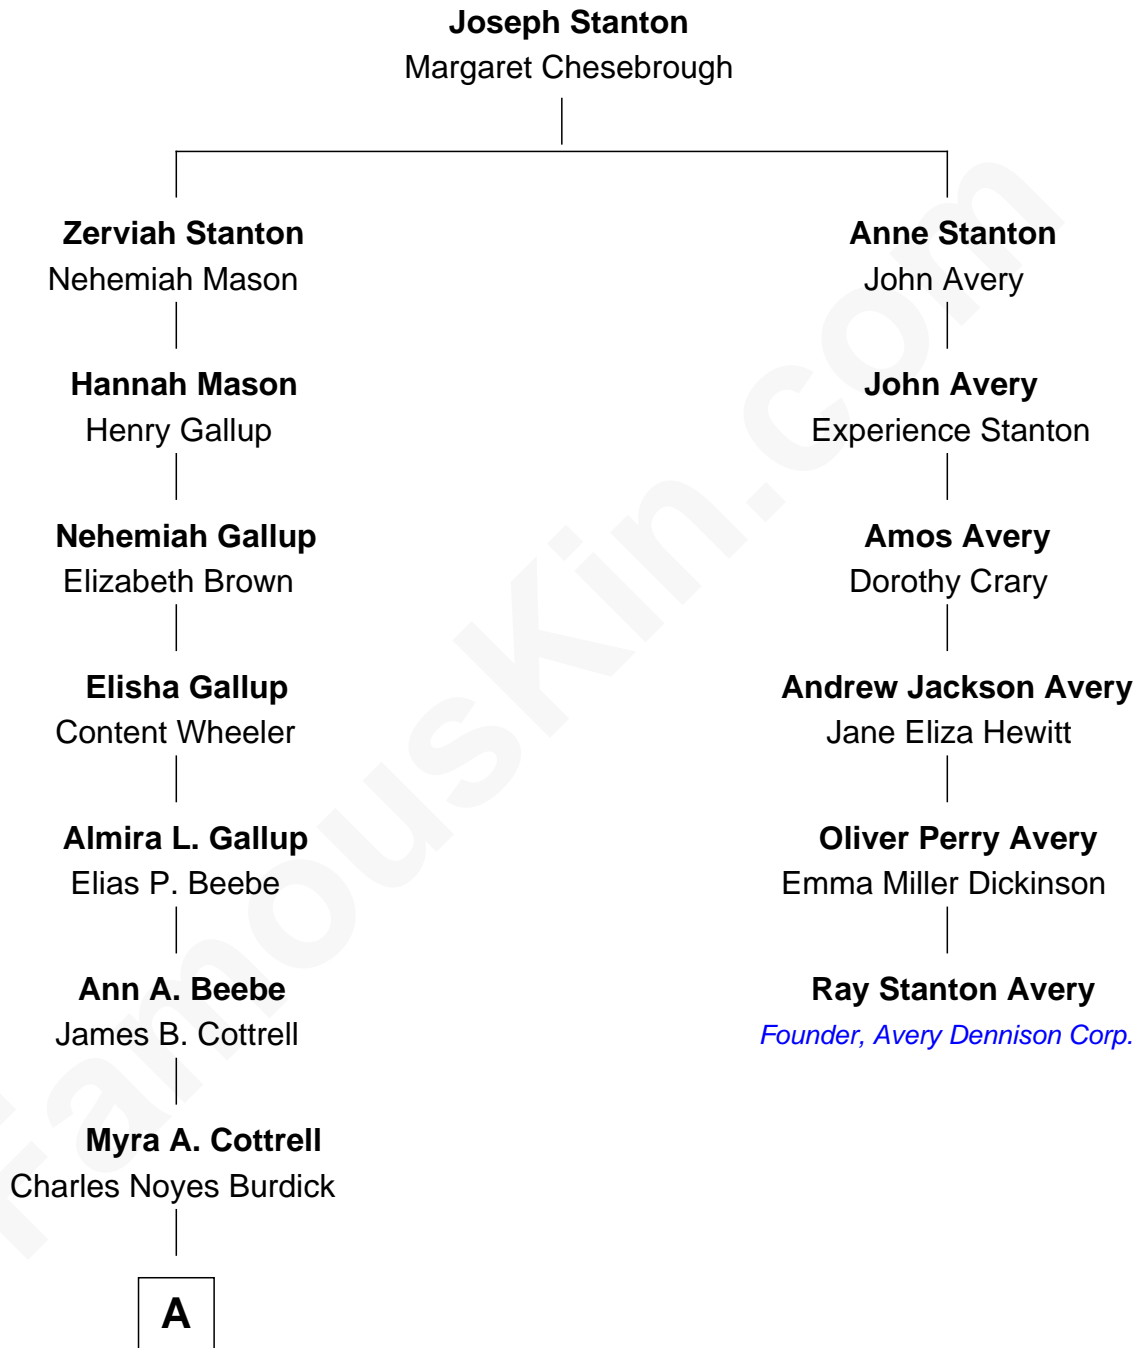 Joseph Stanton
Margaret Chesebrough
Zerviah Stanton
Nehemiah Mason
Anne Stanton
John Avery
Hannah Mason
Henry Gallup
John Avery
Experience Stanton
Nehemiah Gallup
Elizabeth Brown
Amos Avery
Dorothy Crary
Elisha Gallup
Content Wheeler
Andrew Jackson Avery
Jane Eliza Hewitt
Almira L. Gallup
Elias P. Beebe
Oliver Perry Avery
Emma Miller Dickinson
Ann A. Beebe
James B. Cottrell
Ray Stanton Avery
Founder, Avery Dennison Corp.
Myra A. Cottrell
Charles Noyes Burdick
A
FamousKin.com